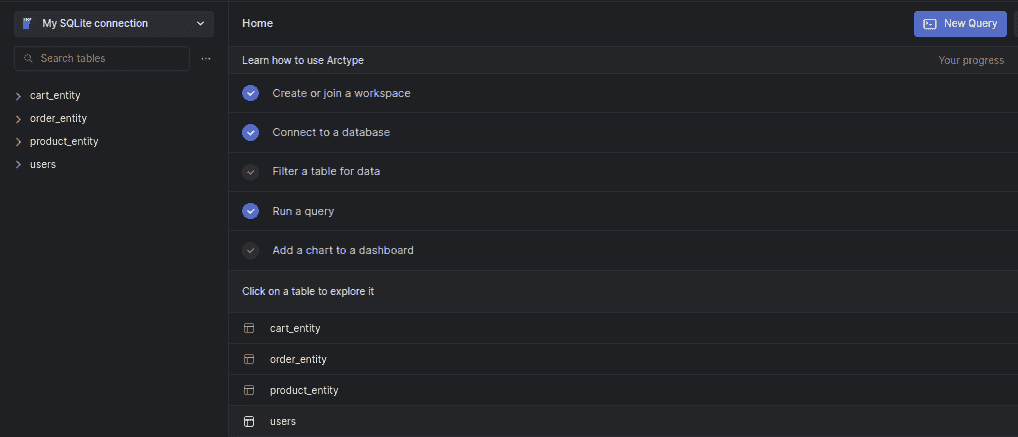 My SQLite connection
Search tables
cart_entity
order_entity
product_entity
users
Home
New Query
Learn how to use Arctype
Your progress
Create or join a workspace
Connect to a database
Filter a table for data
Run a query
Add a chart to a dashboard
Click on a table to explore it
cart_entity
order_entity
product_entity
users